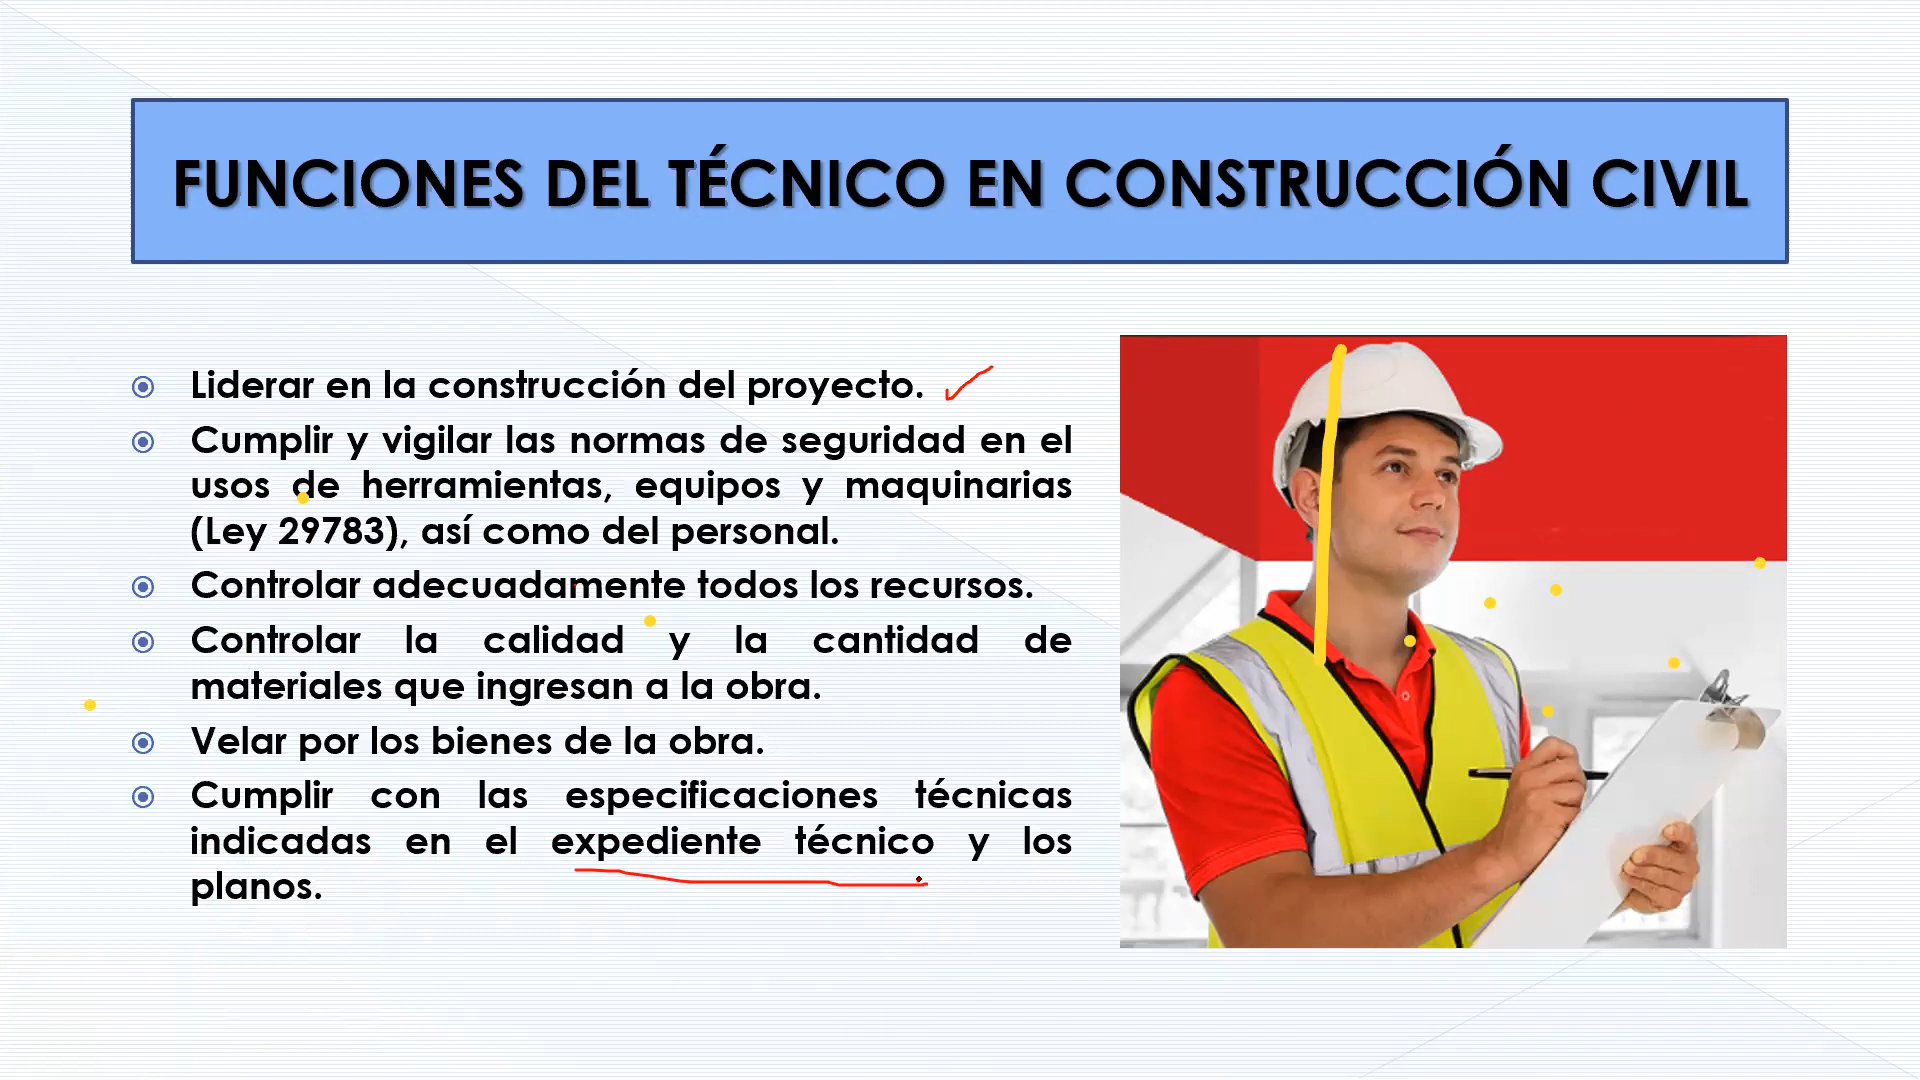 FUNCIONES DEL TÉCNICO EN CONSTRUCCIÓN CIVIL
Liderar en la construcción del proyecto.
Cumplir y vigilar las normas de seguridad en el
usos de herramientas, equipos y maquinarias
(Ley 29783), así como del personal.
Controlar adecuadamente todos los recursos.
Controlar la calidad y la cantidad de
materiales que ingresan a la obra.
Velar por los bienes de la obra.
Cumplir con las especificaciones técnicas
indicadas en el expediente técnico y los
planos.